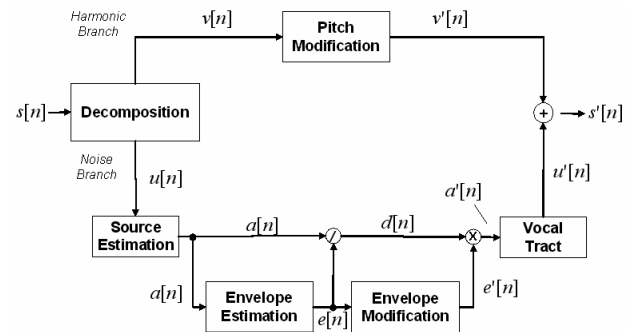 Harmonic
Branch
v[n]
Pitch
Modification
v'[n]
s[n]
Decomposition
+
s'[n]
Noise
Branch
u[n]
u'[n]
a'[n]
Source
Estimation
a[n]
/
d[n]
x
Vocal
Tract
a[n]
Envelope
Estimation
e[n]
Envelope
Modification
e'[n]